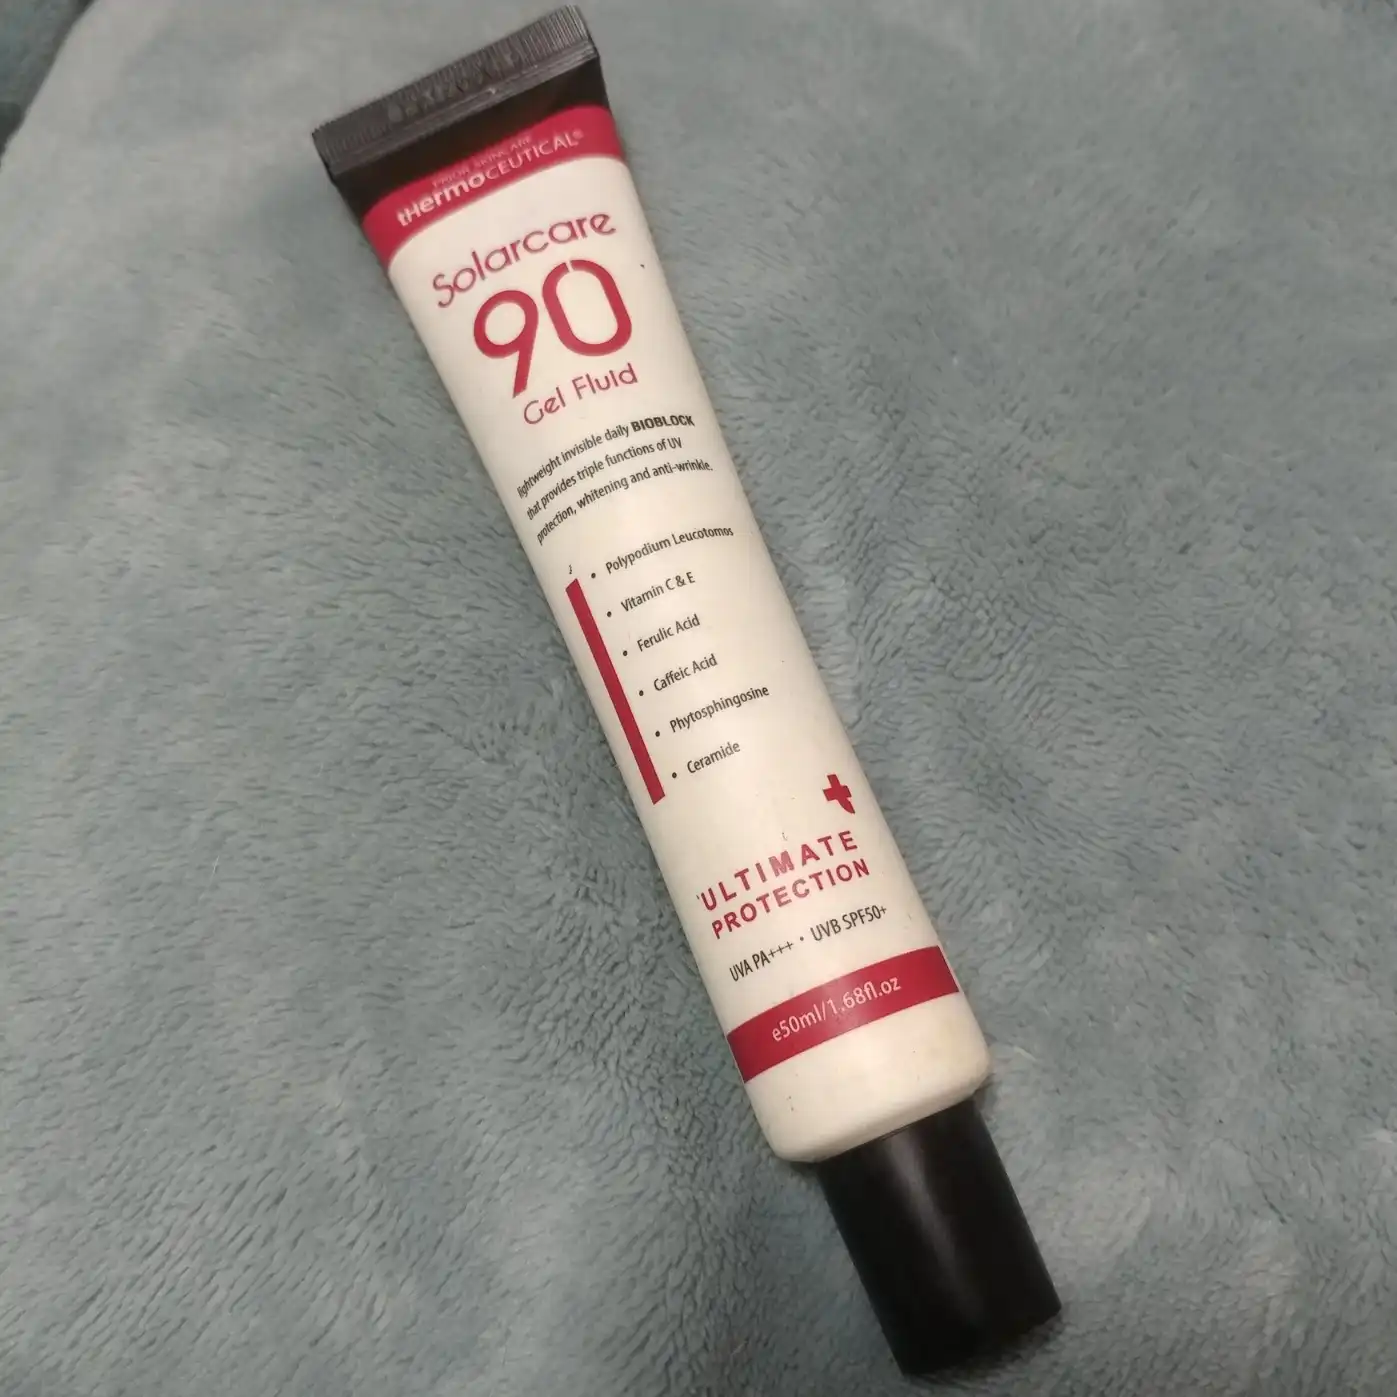 PRIOR SKINCARE
tHermoCEUTICAL®
Solarcare
90
Gel Fluid
lightweight invisible daily BIOBLOCK
that provides triple functions of UV
protection, whitening and anti-wrinkle.
• Polypodium Leucotomos
• Vitamin C & E
• Ferulic Acid
• Caffeic Acid
• Phytosphingosine
• Ceramide
ULTIMATE
PROTECTION
UVA PA+++ • UVB SPF50+
e50ml/1.68fl.oz